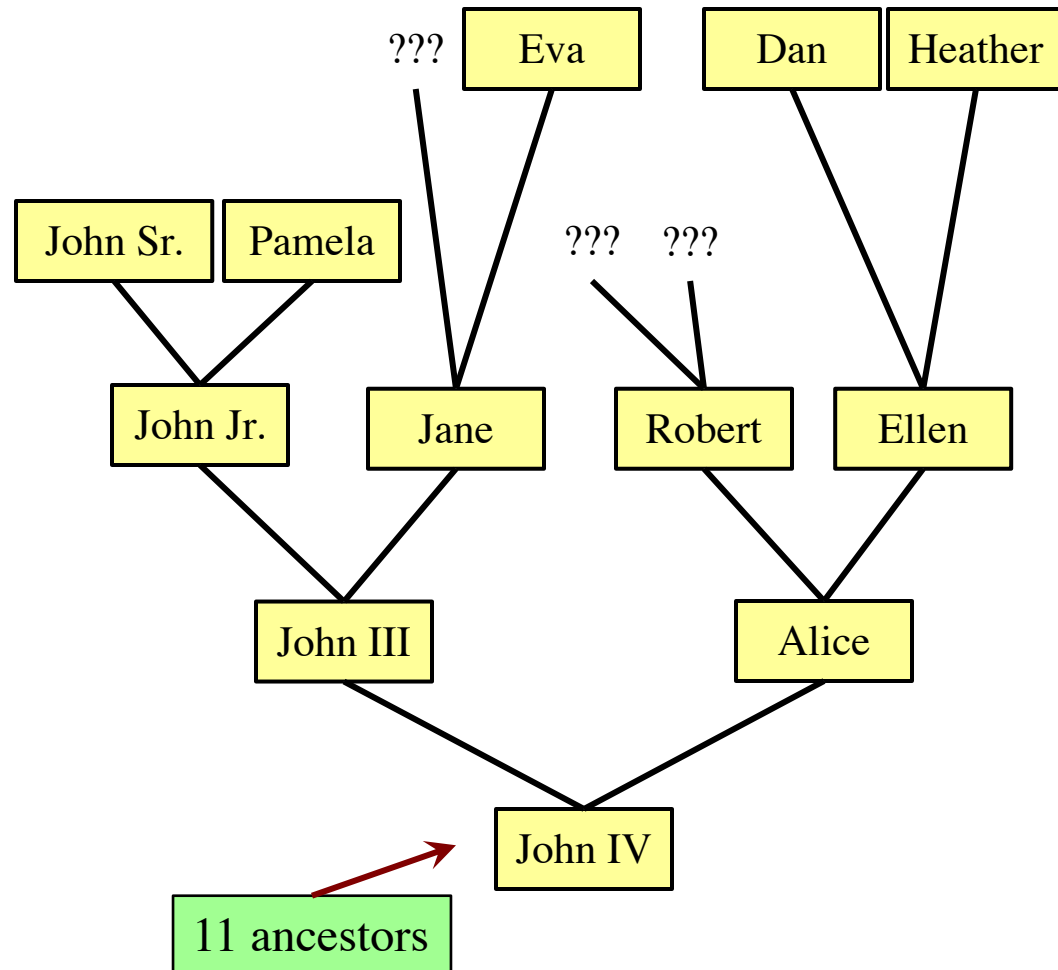 ??? Eva Dan Heather
John Sr. Pamela ??? ???
John Jr. Jane Robert Ellen
John III Alice
John IV
11 ancestors